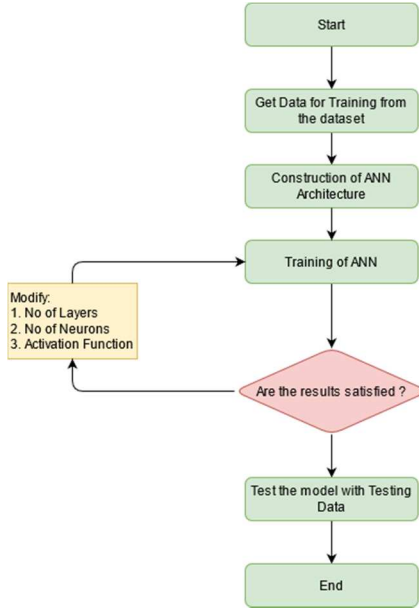 Start
Get Data for Training from
the dataset
Construction of ANN
Architecture
Training of ANN
Modify:
1. No of Layers
2. No of Neurons
3. Activation Function
Are the results satisfied ?
Test the model with Testing
Data
End